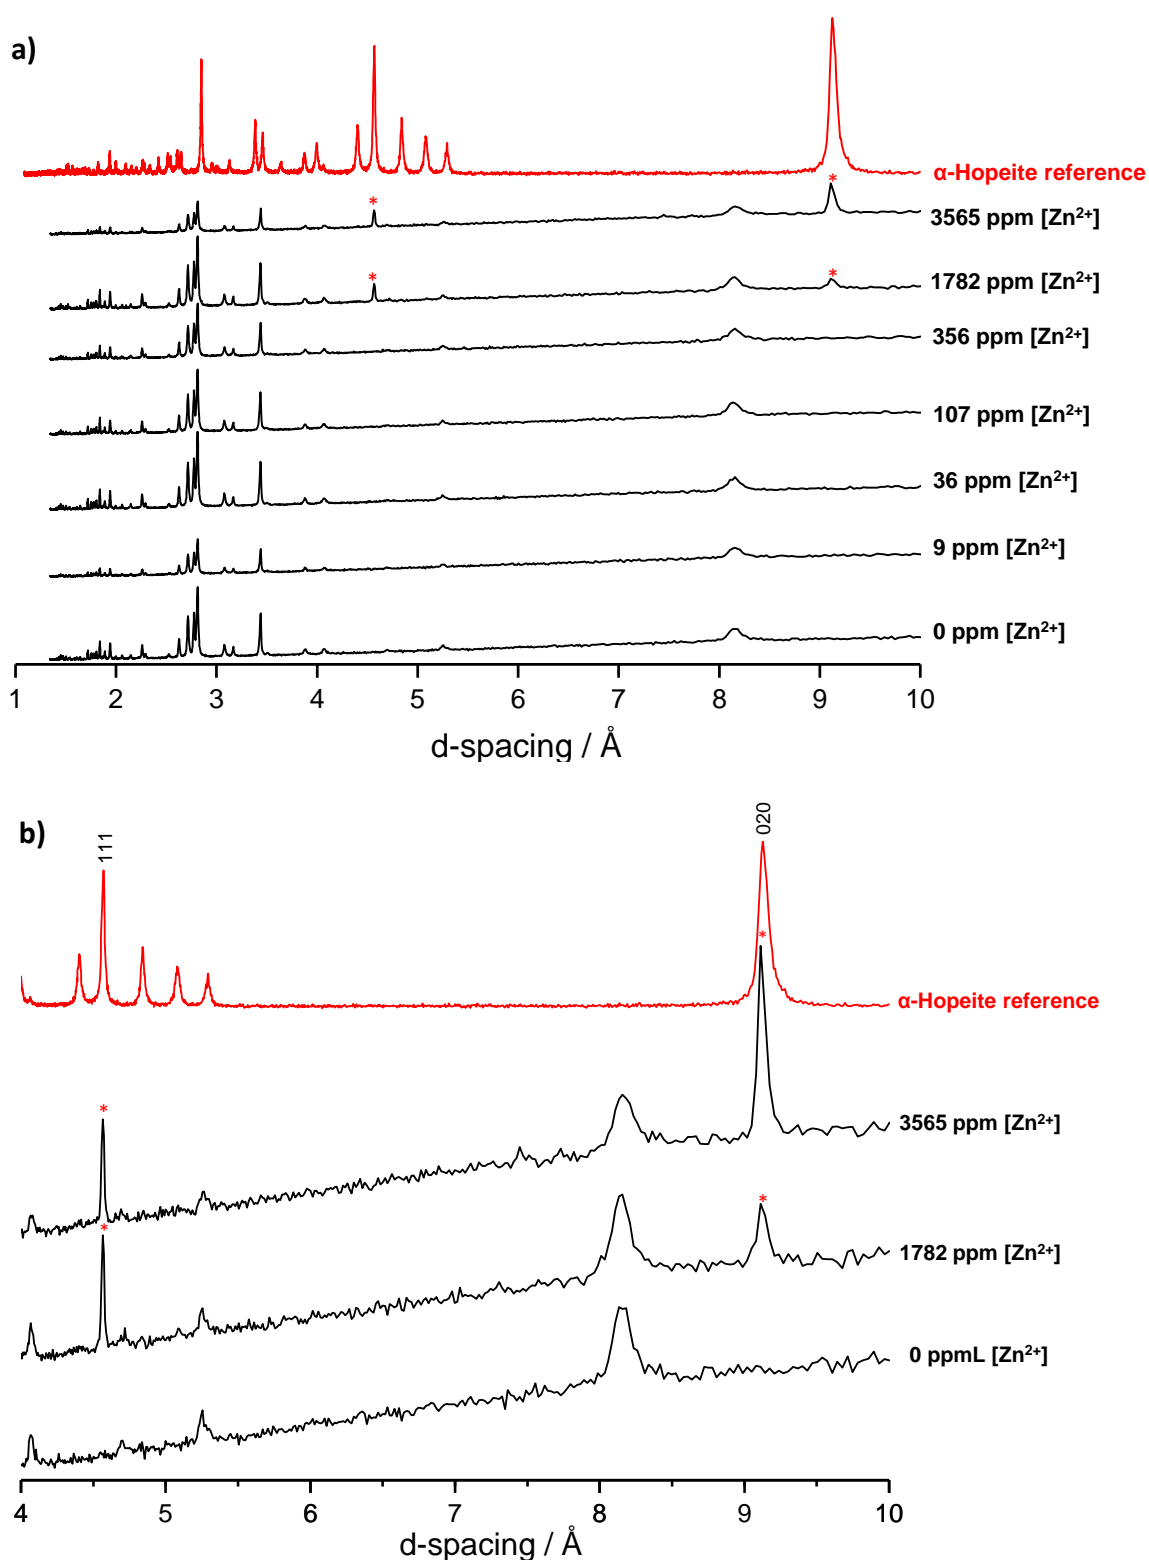 a)
*
α-Hopeite reference
*
3565 ppm [Zn²⁺]
*
*
1782 ppm [Zn²⁺]
356 ppm [Zn²⁺]
107 ppm [Zn²⁺]
36 ppm [Zn²⁺]
9 ppm [Zn²⁺]
0 ppm [Zn²⁺]
1 2 3 4 5 6 7 8 9 10
d-spacing / Å
b)
111
020
*
α-Hopeite reference
*
3565 ppm [Zn²⁺]
*
*
1782 ppm [Zn²⁺]
0 ppmL [Zn²⁺]
4 5 6 7 8 9 10
d-spacing / Å